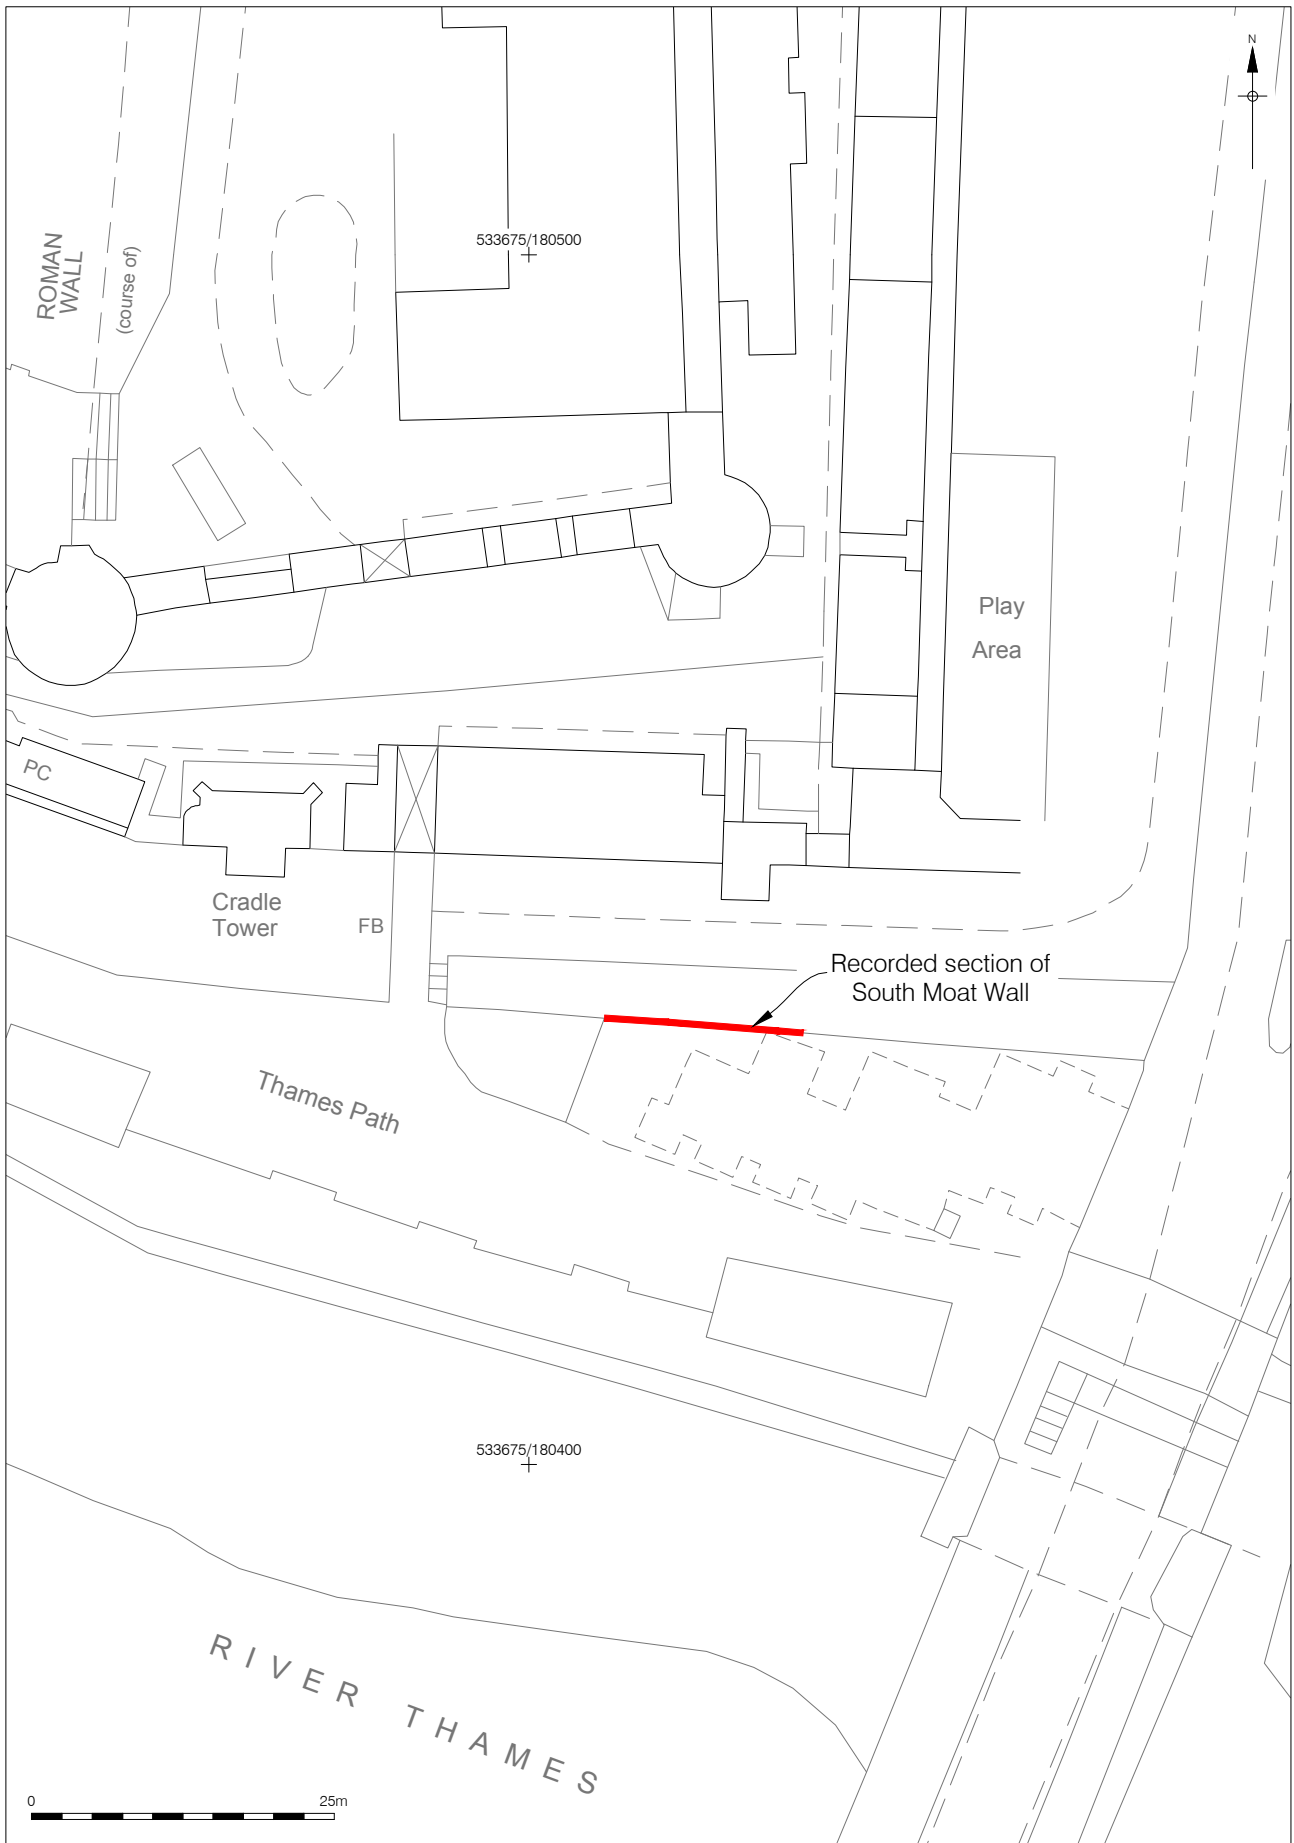 N
533675/180500
ROMAN
WALL
(course of)
Play
Area
PC
Cradle
Tower
FB
Recorded section of
South Moat Wall
Thames Path
533675/180400
RIVER THAMES
0 25m